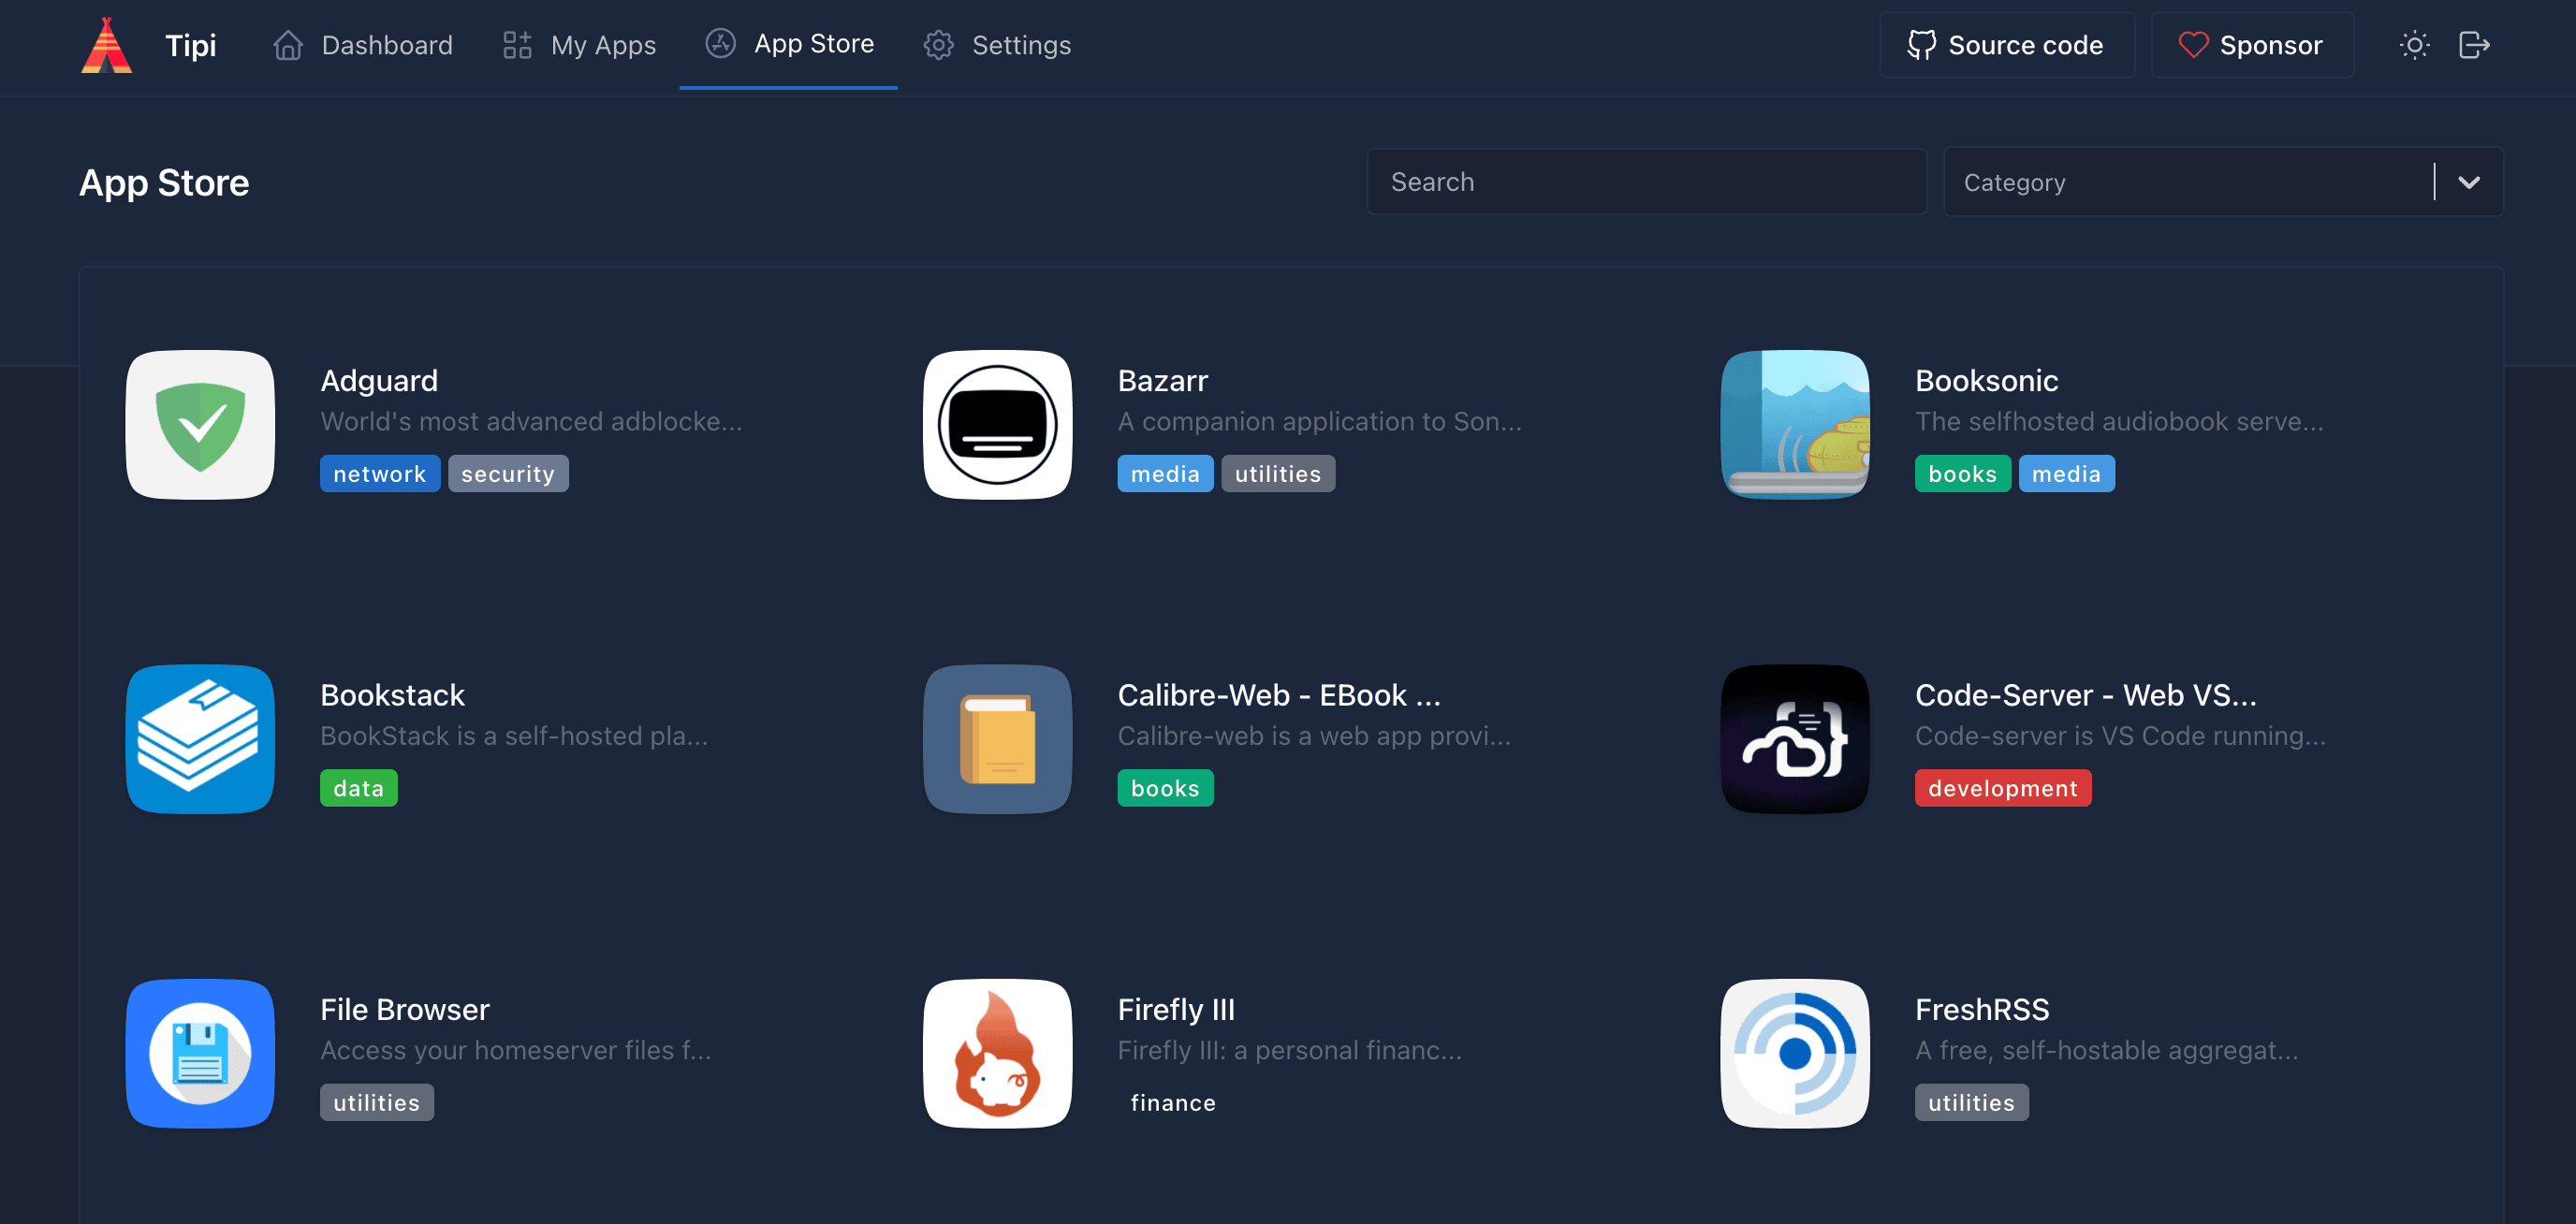 Tipi
Dashboard
My Apps
App Store
Settings
Source code
Sponsor
App Store
Search
Category
Adguard
World's most advanced adblocke...
network security
Bazarr
A companion application to Son...
media utilities
Booksonic
The selfhosted audiobook serve...
books media
Bookstack
BookStack is a self-hosted pla...
data
Calibre-Web - EBook ...
Calibre-web is a web app provi...
books
Code-Server - Web VS...
Code-server is VS Code running...
development
File Browser
Access your homeserver files f...
utilities
Firefly III
Firefly III: a personal financ...
finance
FreshRSS
A free, self-hostable aggregat...
utilities